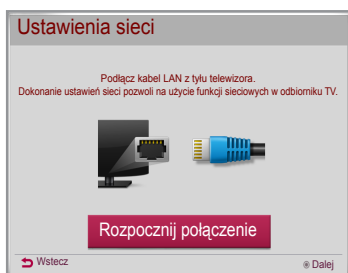 Ustawienia sieci
Podłącz kabel LAN z tyłu telewizora.
Dokonanie ustawień sieci pozwoli na użycie funkcji sieciowych w odbiorniku TV.
Rozpocznij połączenie
Wstecz
Dalej